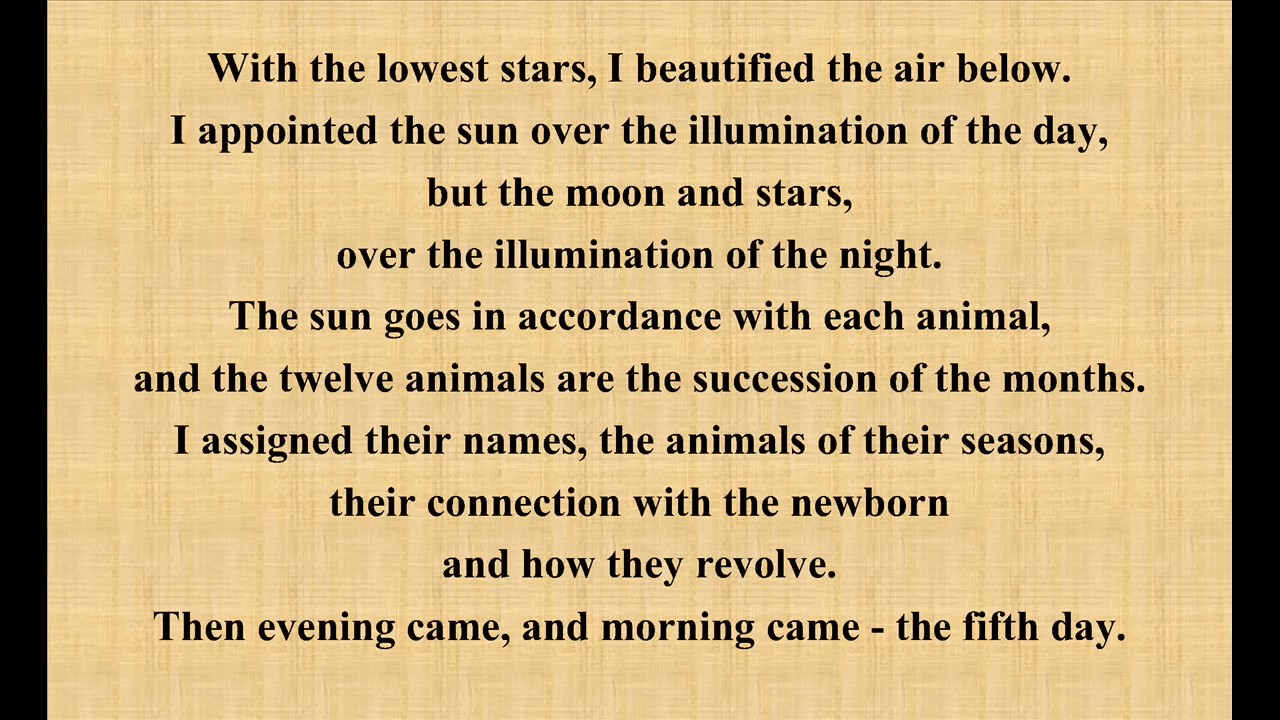 With the lowest stars, I beautified the air below.
I appointed the sun over the illumination of the day,
but the moon and stars,
over the illumination of the night.
The sun goes in accordance with each animal,
and the twelve animals are the succession of the months.
I assigned their names, the animals of their seasons,
their connection with the newborn
and how they revolve.
Then evening came, and morning came - the fifth day.